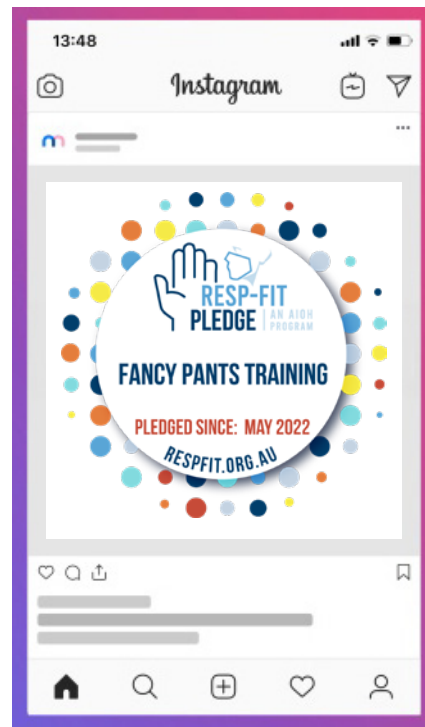 13:48
Instagram
RESP-FIT
PLEDGE | AN AIOH
PROGRAM
FANCY PANTS TRAINING
PLEDGED SINCE: MAY 2022
RESPFIT.ORG.AU